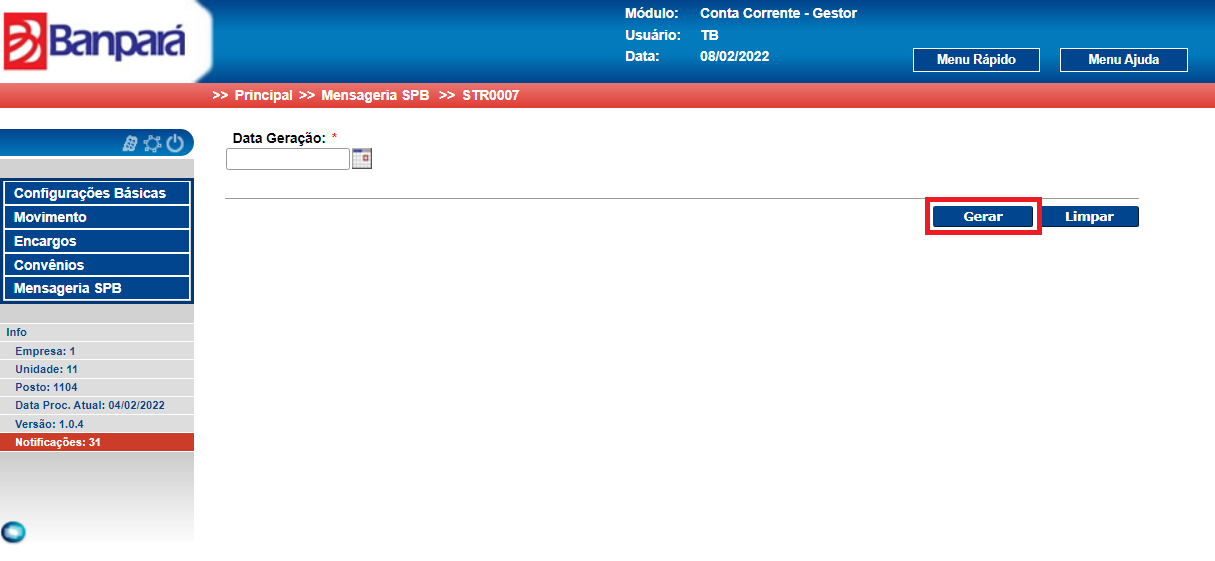 Banpará
Módulo: Conta Corrente - Gestor
Usuário: TB
Data: 08/02/2022
Menu Rápido
Menu Ajuda
>> Principal >> Mensageria SPB >> STR0007
Data Geração: *
Configurações Básicas
Movimento
Encargos
Convênios
Mensageria SPB
Gerar
Limpar
Info
Empresa: 1
Unidade: 11
Posto: 1104
Data Proc. Atual: 04/02/2022
Versão: 1.0.4
Notificações: 31